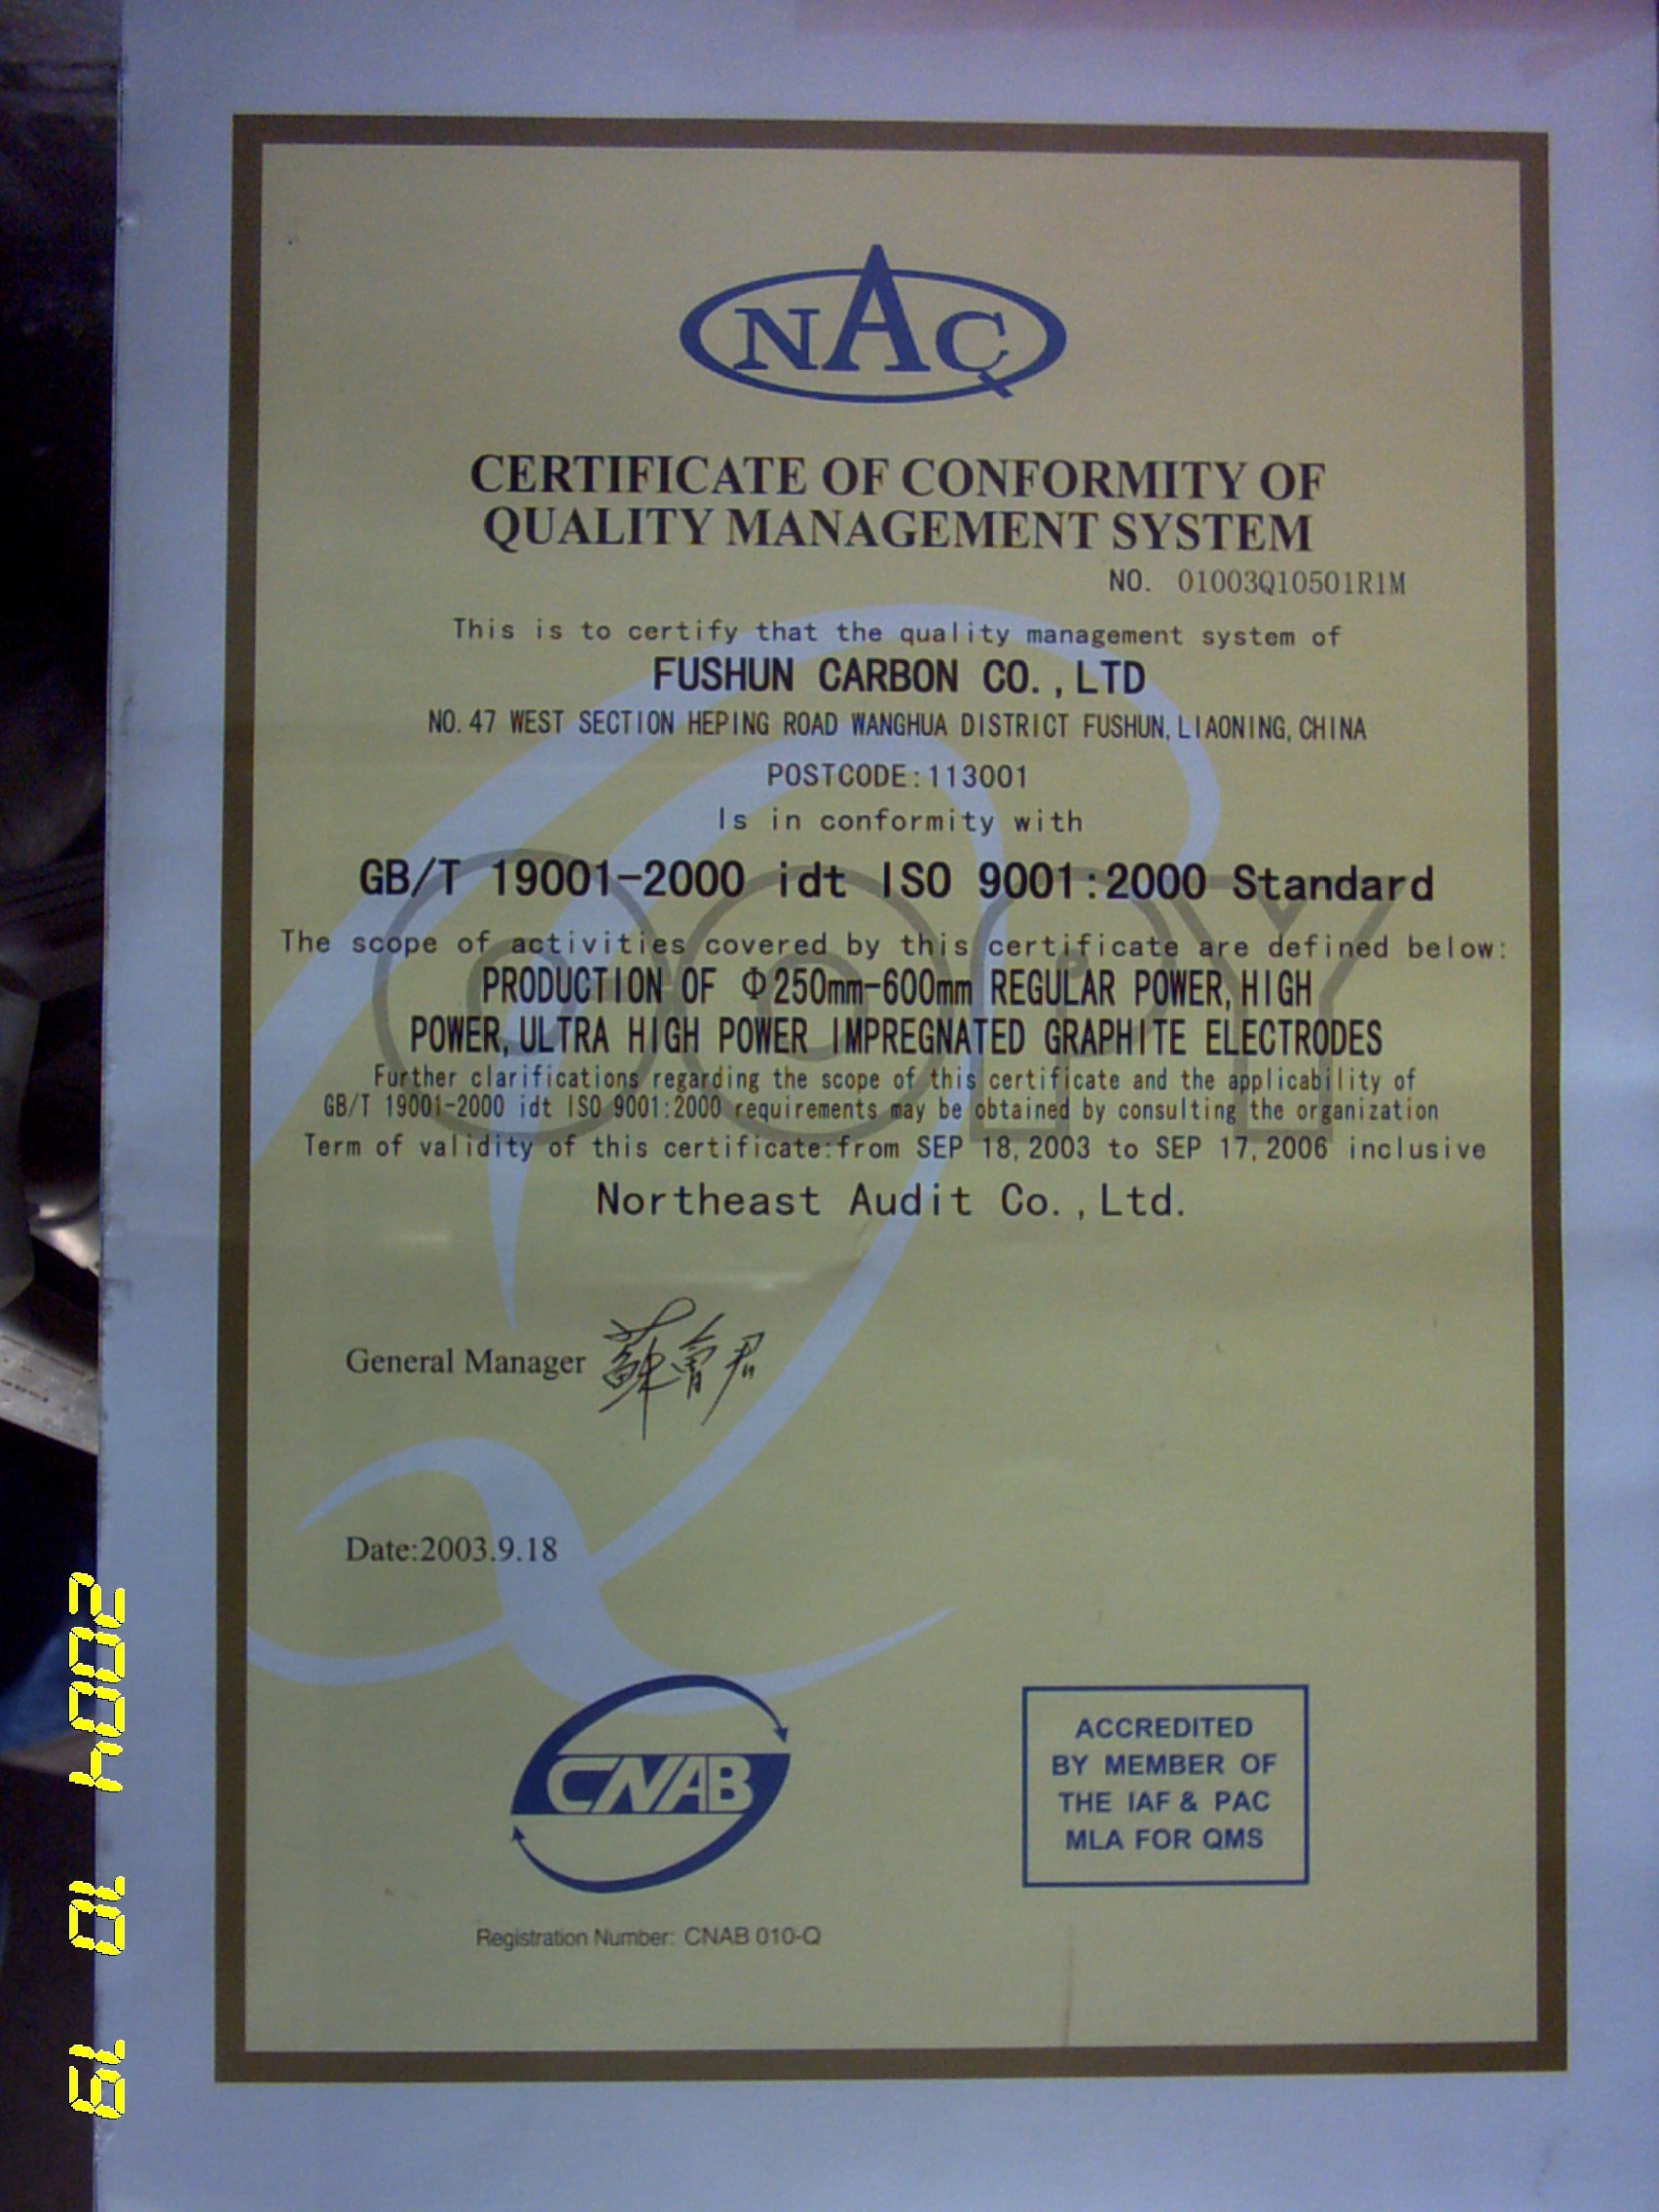 NAQ
CERTIFICATE OF CONFORMITY OF
QUALITY MANAGEMENT SYSTEM
NO. 01003Q10501R1M
This is to certify that the quality management system of
FUSHUN CARBON CO.,LTD
NO.47 WEST SECTION HEPING ROAD WANGHUA DISTRICT FUSHUN,LIAONING,CHINA
POSTCODE:113001
Is in conformity with
GB/T 19001-2000 idt ISO 9001:2000 Standard
COPY
The scope of activities covered by this certificate are defined below:
PRODUCTION OF Φ250mm-600mm REGULAR POWER,HIGH
POWER,ULTRA HIGH POWER IMPREGNATED GRAPHITE ELECTRODES
Further clarifications regarding the scope of this certificate and the applicability of
GB/T 19001-2000 idt ISO 9001:2000 requirements may be obtained by consulting the organization
Term of validity of this certificate:from SEP 18,2003 to SEP 17,2006 inclusive
Northeast Audit Co.,Ltd.
General Manager
Date:2003.9.18
CNAB
Registration Number: CNAB 010-Q
ACCREDITED
BY MEMBER OF
THE IAF & PAC
MLA FOR QMS
2004 10 19